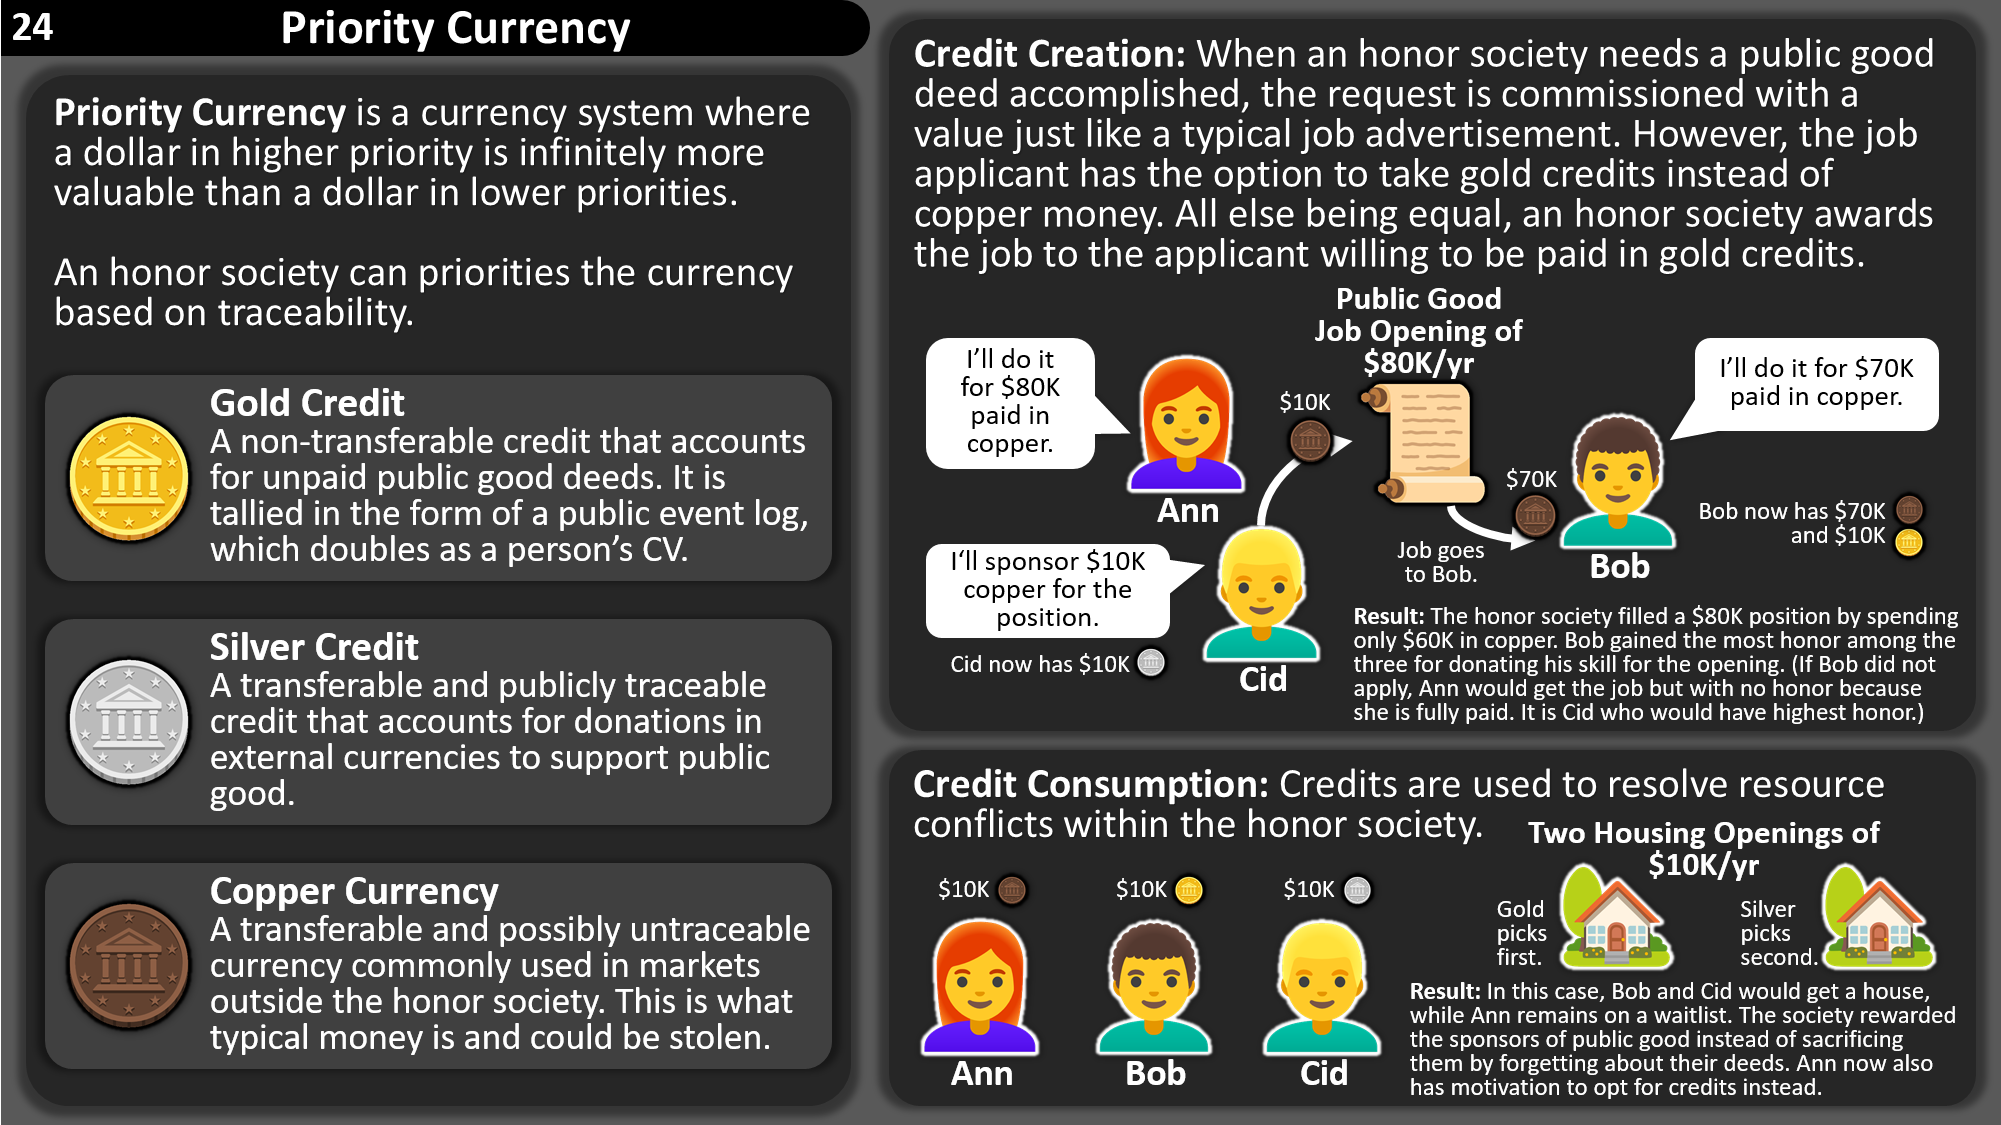 24
Priority Currency
Priority Currency is a currency system where
a dollar in higher priority is infinitely more
valuable than a dollar in lower priorities.
An honor society can priorities the currency
based on traceability.
Gold Credit
A non-transferable credit that accounts
for unpaid public good deeds. It is
tallied in the form of a public event log,
which doubles as a person's CV.
Silver Credit
A transferable and publicly traceable
credit that accounts for donations in
external currencies to support public
good.
Copper Currency
A transferable and possibly untraceable
currency commonly used in markets
outside the honor society. This is what
typical money is and could be stolen.
Credit Creation: When an honor society needs a public good
deed accomplished, the request is commissioned with a
value just like a typical job advertisement. However, the job
applicant has the option to take gold credits instead of
copper money. All else being equal, an honor society awards
the job to the applicant willing to be paid in gold credits.
Public Good
Job Opening of
$80K/yr
I'll do it
for $80K
paid in
copper.
Ann
$10K
I'll do it for $70K
paid in copper.
$70K
Bob
Bob now has $70K
and $10K
Job goes
to Bob.
I'll sponsor $10K
copper for the
position.
Cid now has $10K
Cid
Result: The honor society filled a $80K position by spending
only $60K in copper. Bob gained the most honor among the
three for donating his skill for the opening. (If Bob did not
apply, Ann would get the job but with no honor because
she is fully paid. It is Cid who would have highest honor.)
Credit Consumption: Credits are used to resolve resource
conflicts within the honor society.
Two Housing Openings of
$10K/yr
$10K
Ann
$10K
Bob
$10K
Cid
Gold
picks
first.
Silver
picks
second.
Result: In this case, Bob and Cid would get a house,
while Ann remains on a waitlist. The society rewarded
the sponsors of public good instead of sacrificing
them by forgetting about their deeds. Ann now also
has motivation to opt for credits instead.